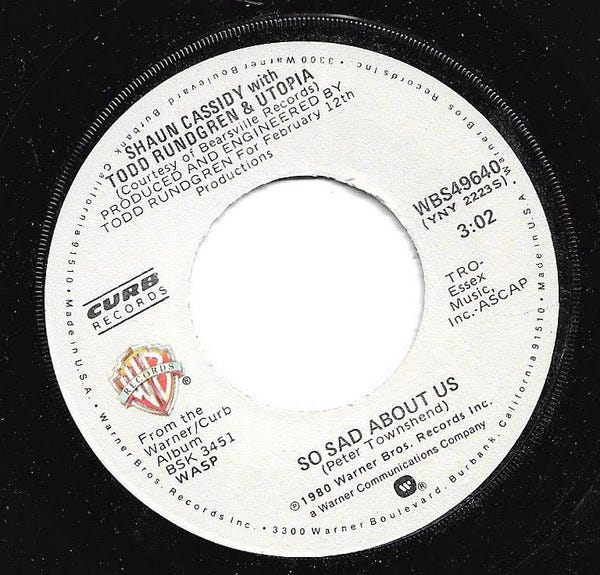 SHAUN CASSIDY with
TODD RUNDGREN & UTOPIA
(Courtesy of Bearsville Records)
PRODUCED AND ENGINEERED BY
TODD RUNDGREN For February 12th
Productions
WBS49640
(YNY 2223S)
3:02
TRO-
Essex
Music,
Inc.-ASCAP
CURB
RECORDS
WB
RECORDS
®
From the
Warner/Curb
Album
BSK 3451
WASP
SO SAD ABOUT US
(Peter Townshend)
℗1980 Warner Bros. Records Inc.
a Warner Communications Company
®
Warner Bros. Records Inc. • 3300 Warner Boulevard, Burbank, California 91510 • Made in U.S.A. •
Warner Bros. Records Inc. • 3300 Warner Boulevard, Burbank, California 91510 • Made in U.S.A. •